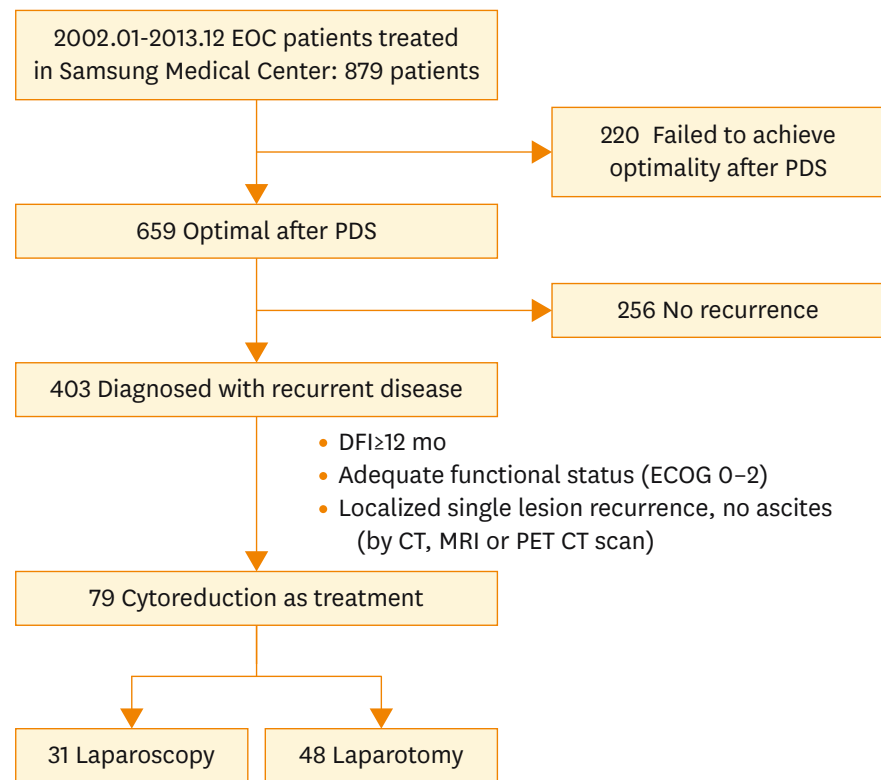 2002.01-2013.12 EOC patients treated
in Samsung Medical Center: 879 patients
220 Failed to achieve
optimality after PDS
659 Optimal after PDS
256 No recurrence
403 Diagnosed with recurrent disease
• DFI≥12 mo
• Adequate functional status (ECOG 0–2)
• Localized single lesion recurrence, no ascites
(by CT, MRI or PET CT scan)
79 Cytoreduction as treatment
31 Laparoscopy
48 Laparotomy